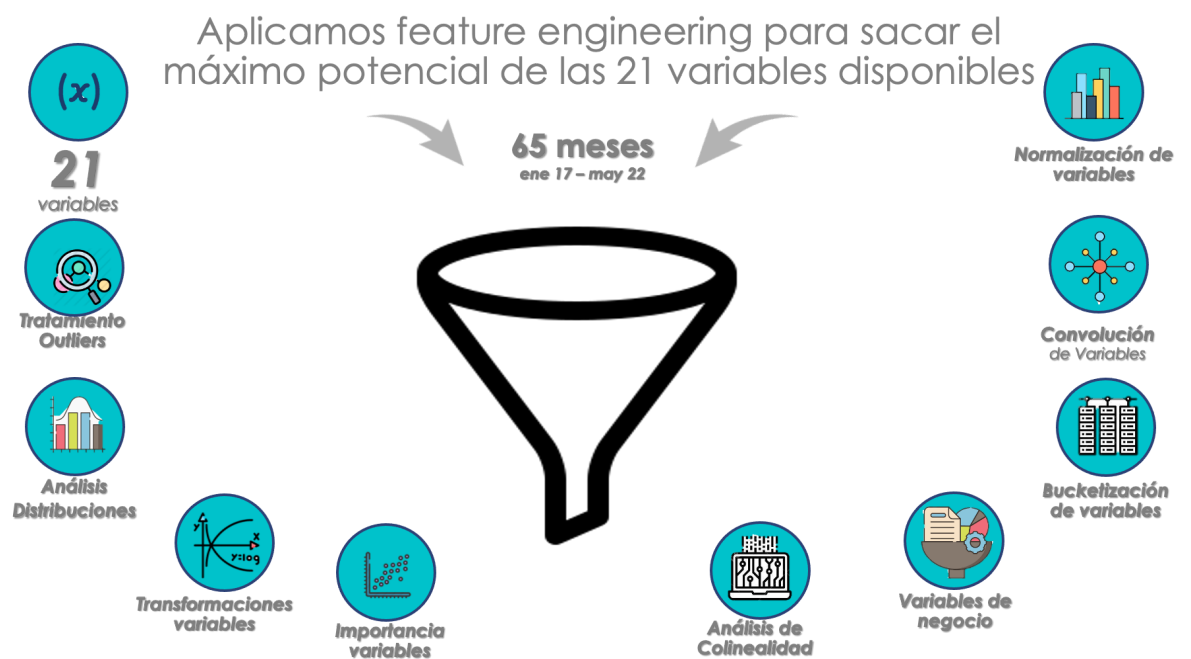 Aplicamos feature engineering para sacar el
máximo potencial de las 21 variables disponibles
(x)
21
variables
65 meses
ene 17 – may 22
Normalización de
variables
Tratamiento
Outliers
Convolución
de Variables
Análisis
Distribuciones
Bucketización
de variables
y
x
y=log
Transformaciones
variables
Importancia
variables
Análisis de
Colinealidad
Variables de
negocio